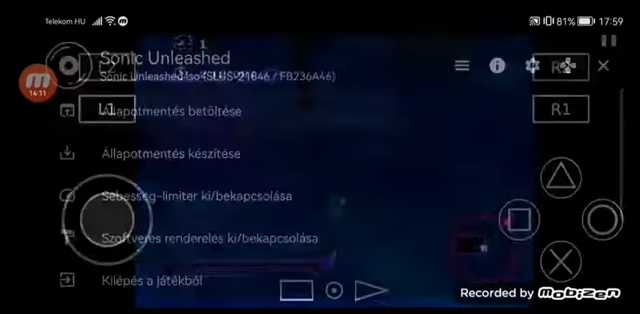 Telekom HU
81%
17:59
1
Sonic Unleashed
Sonic Unleashed.iso (SLUS-21846 / FB236A46)
R2
14:11
L1
Állapotmentés betöltése
R1
Állapotmentés készítése
Sebesség-limiter ki/bekapcsolása
Szoftveres renderelés ki/bekapcsolása
Kilépés a játékból
Recorded by Mobizen